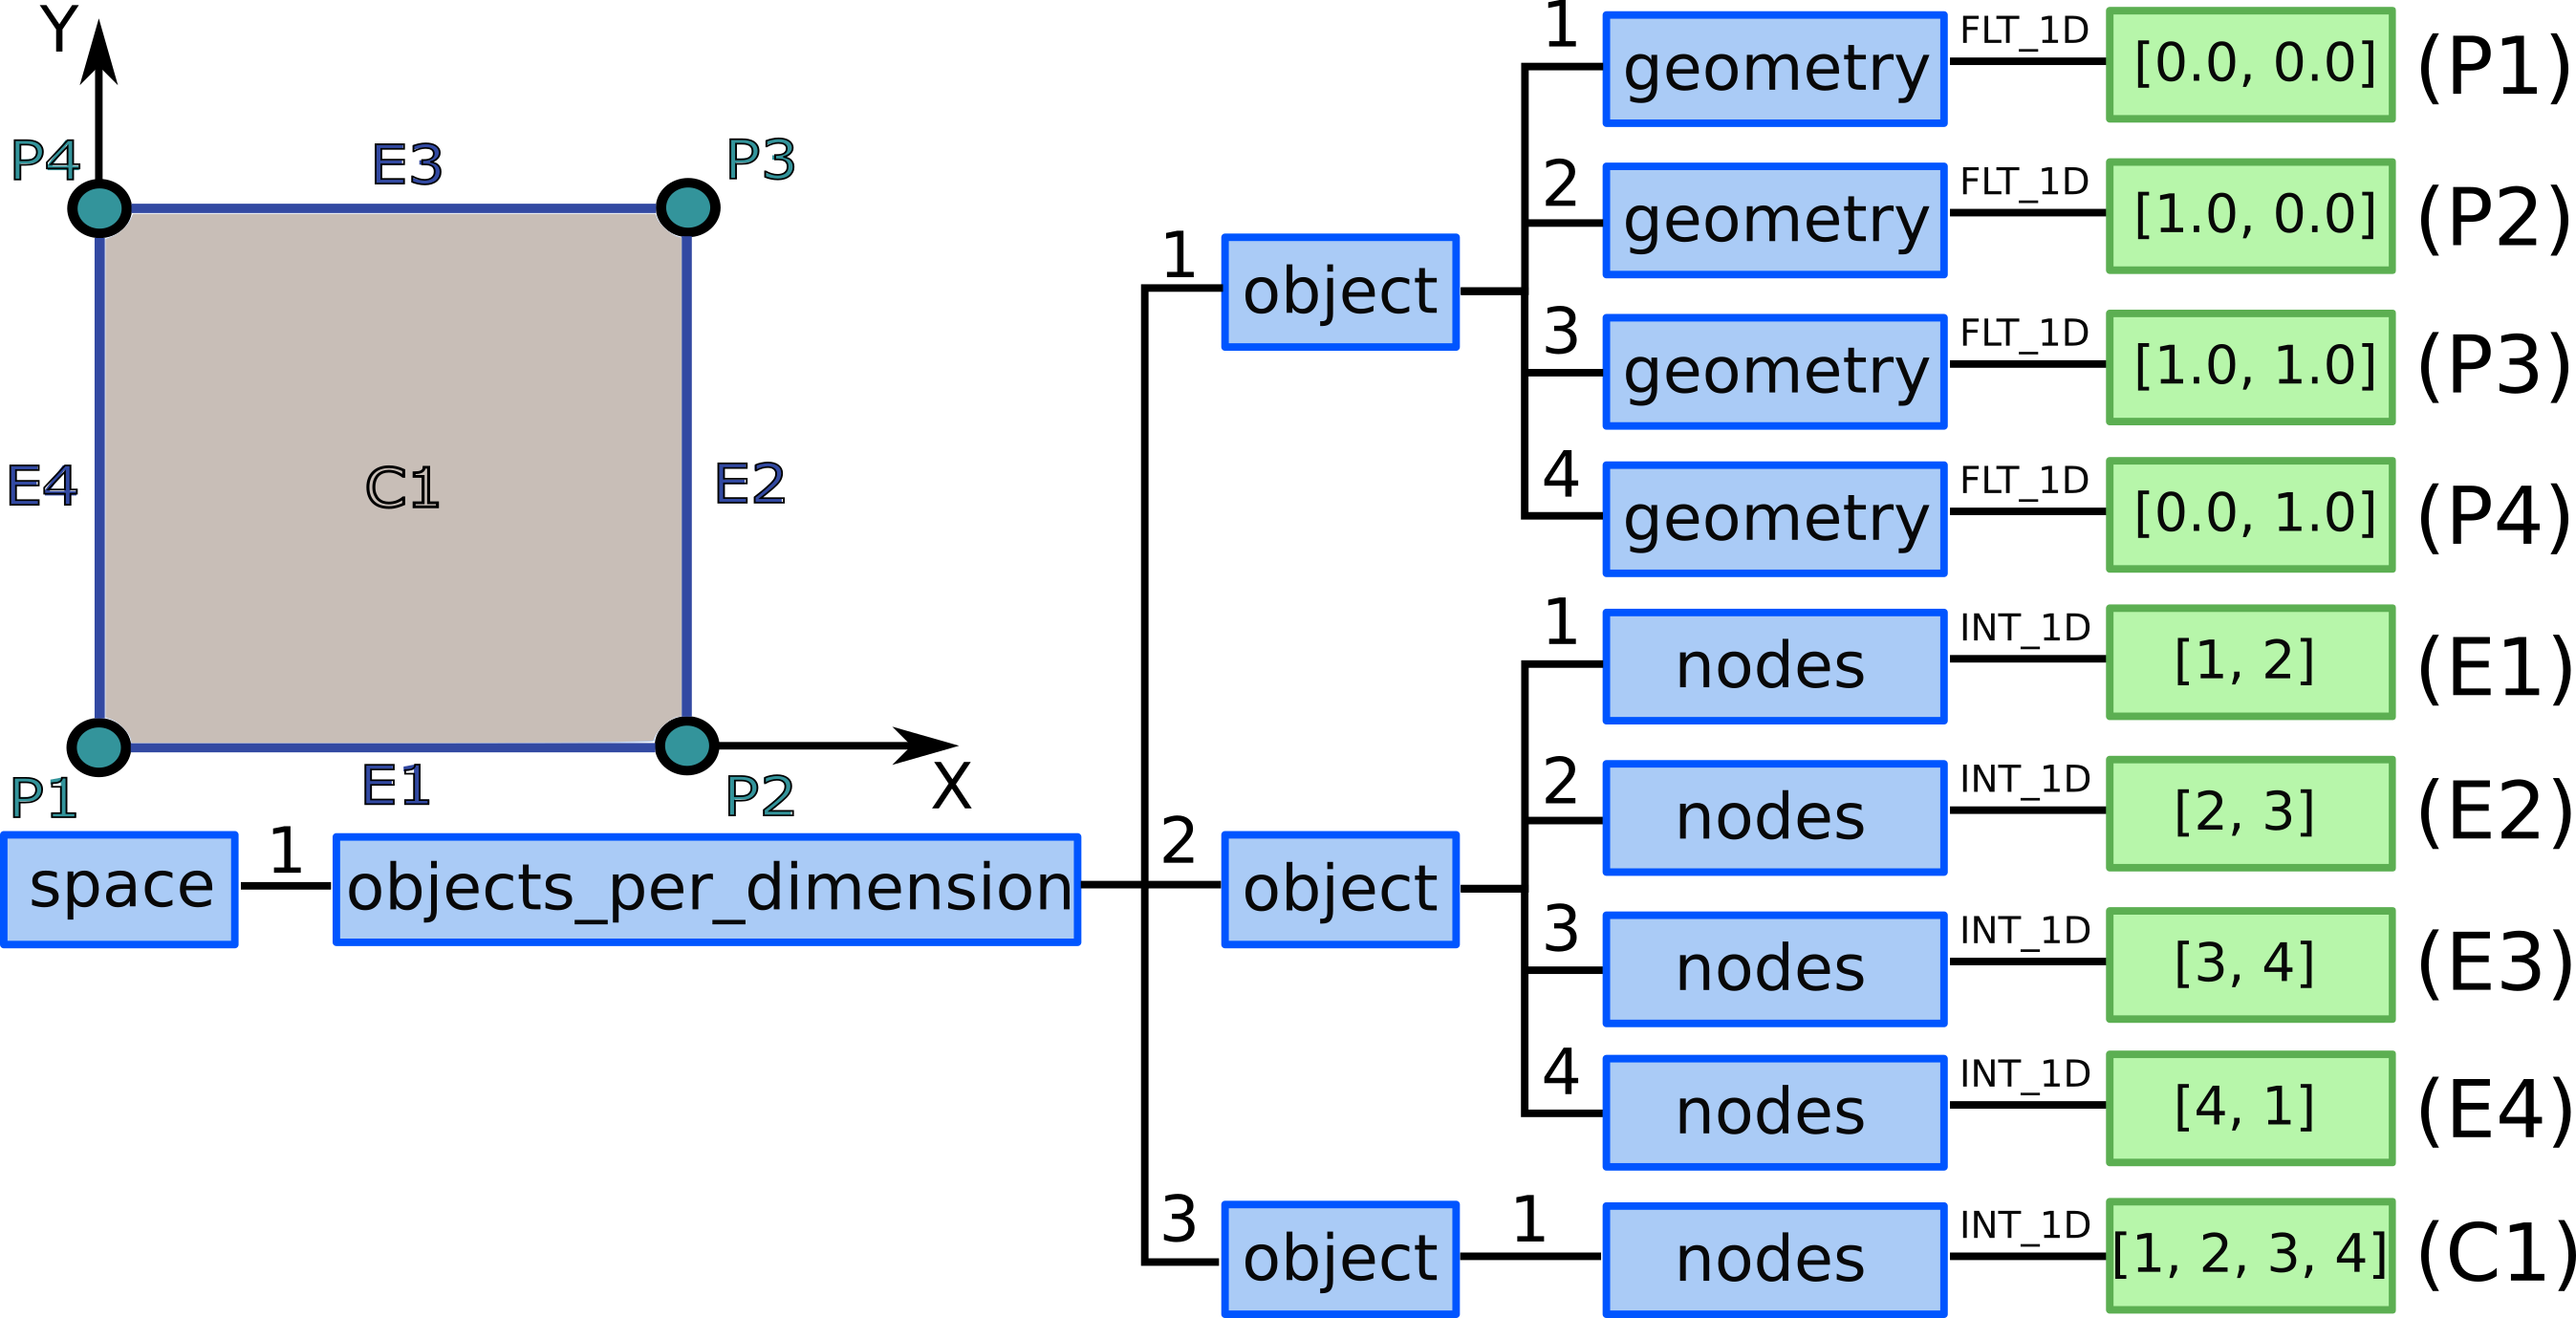 Y
P4
E3
P3
E4
C1
E2
P1
E1
P2
X
space
1
objects_per_dimension
1
object
1
geometry
FLT_1D
[0.0, 0.0]
(P1)
2
geometry
FLT_1D
[1.0, 0.0]
(P2)
3
geometry
FLT_1D
[1.0, 1.0]
(P3)
4
geometry
FLT_1D
[0.0, 1.0]
(P4)
2
object
1
nodes
INT_1D
[1, 2]
(E1)
2
nodes
INT_1D
[2, 3]
(E2)
3
nodes
INT_1D
[3, 4]
(E3)
4
nodes
INT_1D
[4, 1]
(E4)
3
object
1
nodes
INT_1D
[1, 2, 3, 4]
(C1)